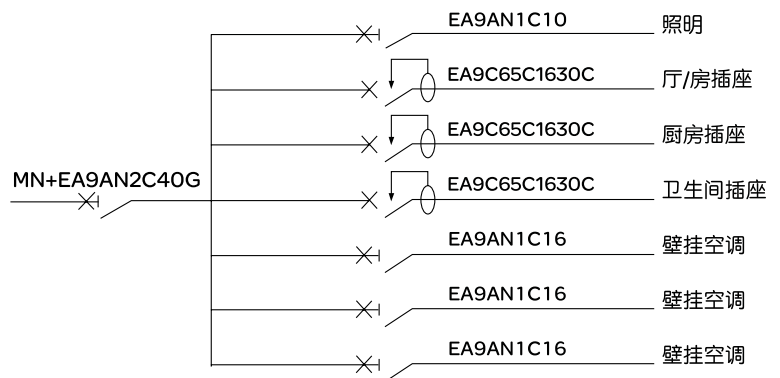 EA9AN1C10 照明
EA9C65C1630C 厅/房插座
EA9C65C1630C 厨房插座
MN+EA9AN2C40G
EA9C65C1630C 卫生间插座
EA9AN1C16 壁挂空调
EA9AN1C16 壁挂空调
EA9AN1C16 壁挂空调